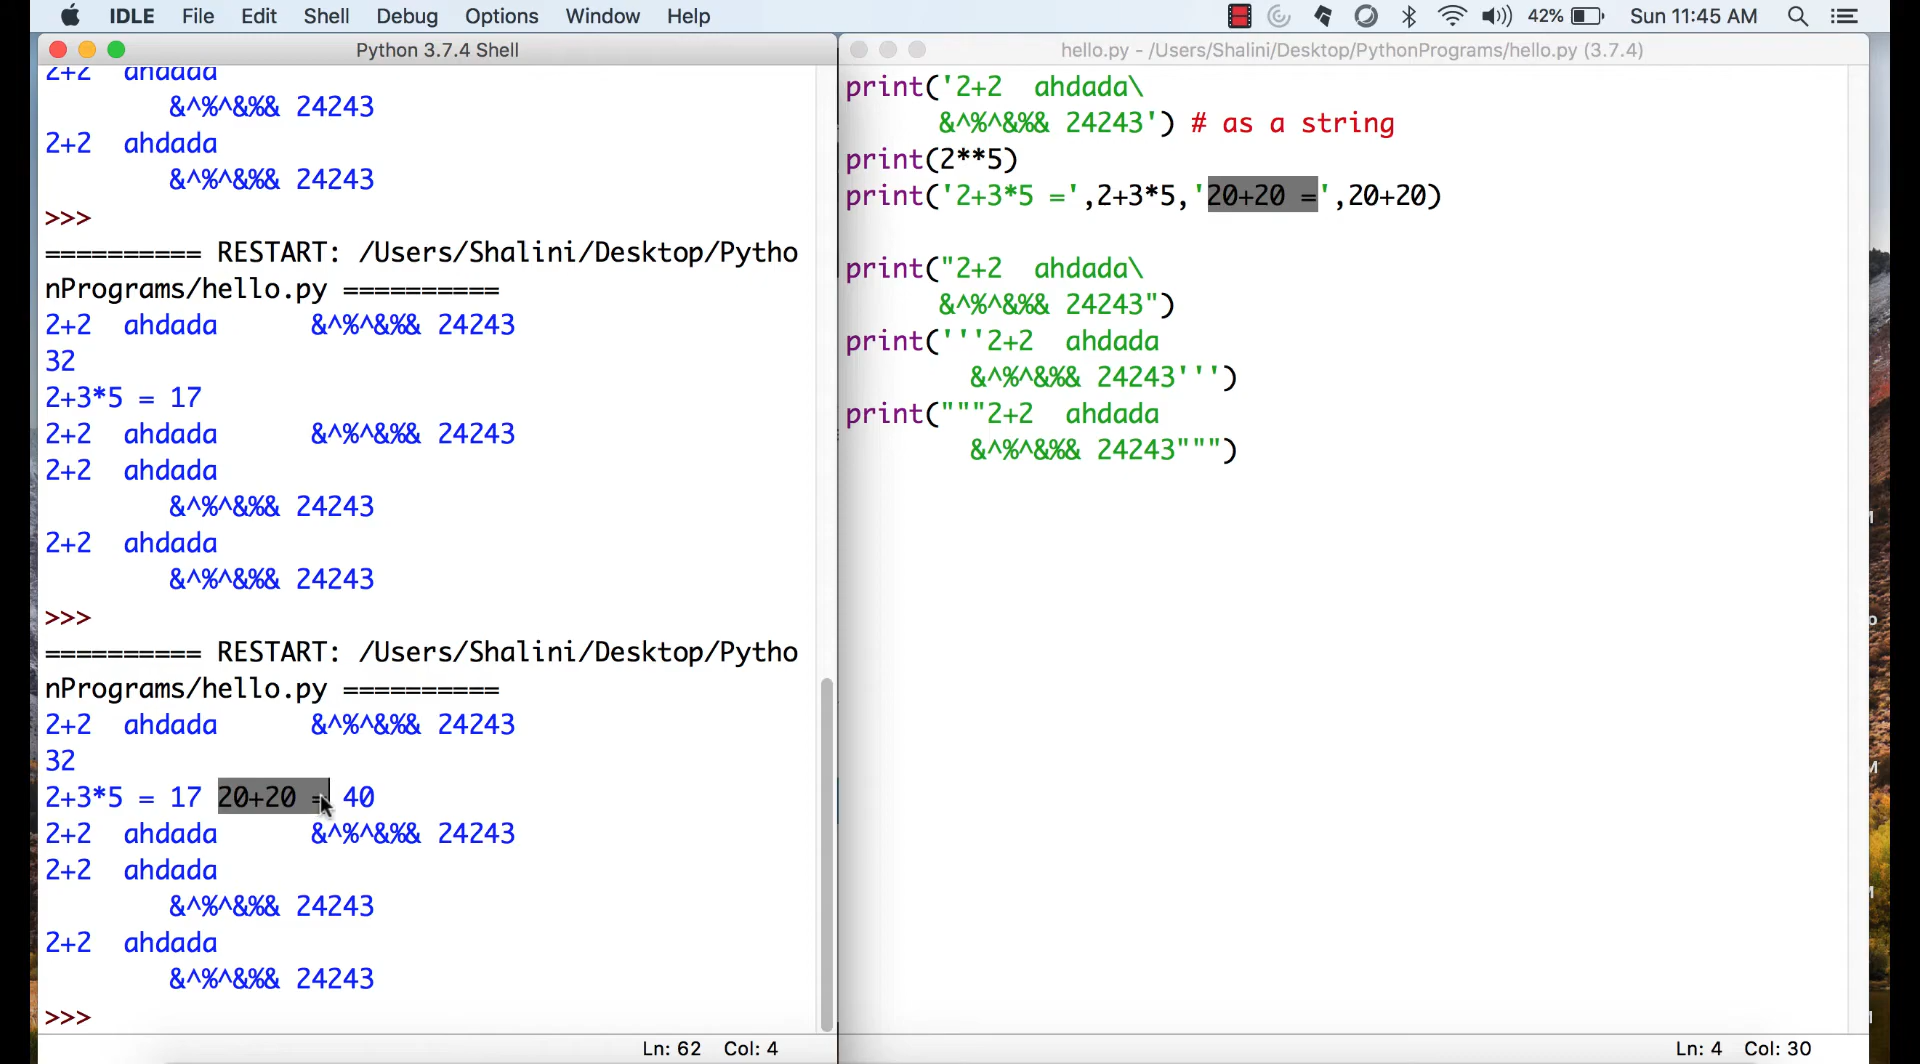 IDLE File Edit Shell Debug Options Window Help 42% Sun 11:45 AM
Python 3.7.4 Shell
2+2  ahdada
        &^%^&%& 24243
2+2  ahdada
        &^%^&%& 24243
>>>
========== RESTART: /Users/Shalini/Desktop/Pytho
nPrograms/hello.py ==========
2+2  ahdada      &^%^&%& 24243
32
2+3*5 = 17
2+2  ahdada      &^%^&%& 24243
2+2  ahdada
        &^%^&%& 24243
2+2  ahdada
        &^%^&%& 24243
>>>
========== RESTART: /Users/Shalini/Desktop/Pytho
nPrograms/hello.py ==========
2+2  ahdada      &^%^&%& 24243
32
2+3*5 = 17 20+20 = 40
2+2  ahdada      &^%^&%& 24243
2+2  ahdada
        &^%^&%& 24243
2+2  ahdada
        &^%^&%& 24243
>>>
Ln: 62 Col: 4
hello.py - /Users/Shalini/Desktop/PythonPrograms/hello.py (3.7.4)
print('2+2  ahdada\
      &^%^&%& 24243') # as a string
print(2**5)
print('2+3*5 =',2+3*5,'20+20 =',20+20)
print("2+2  ahdada\
      &^%^&%& 24243")
print('''2+2  ahdada
        &^%^&%& 24243''')
print("""2+2  ahdada
        &^%^&%& 24243""")
Ln: 4 Col: 30